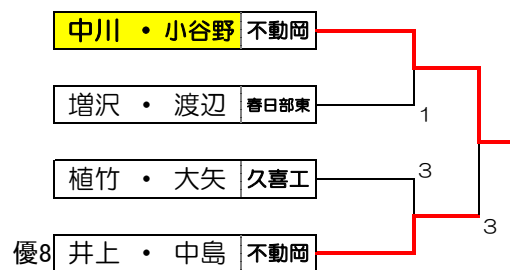 中川 ・ 小谷野 不動岡
増沢 ・ 渡辺 春日部東
1
植竹 ・ 大矢 久喜工
3
3
優8 井上 ・ 中島 不動岡